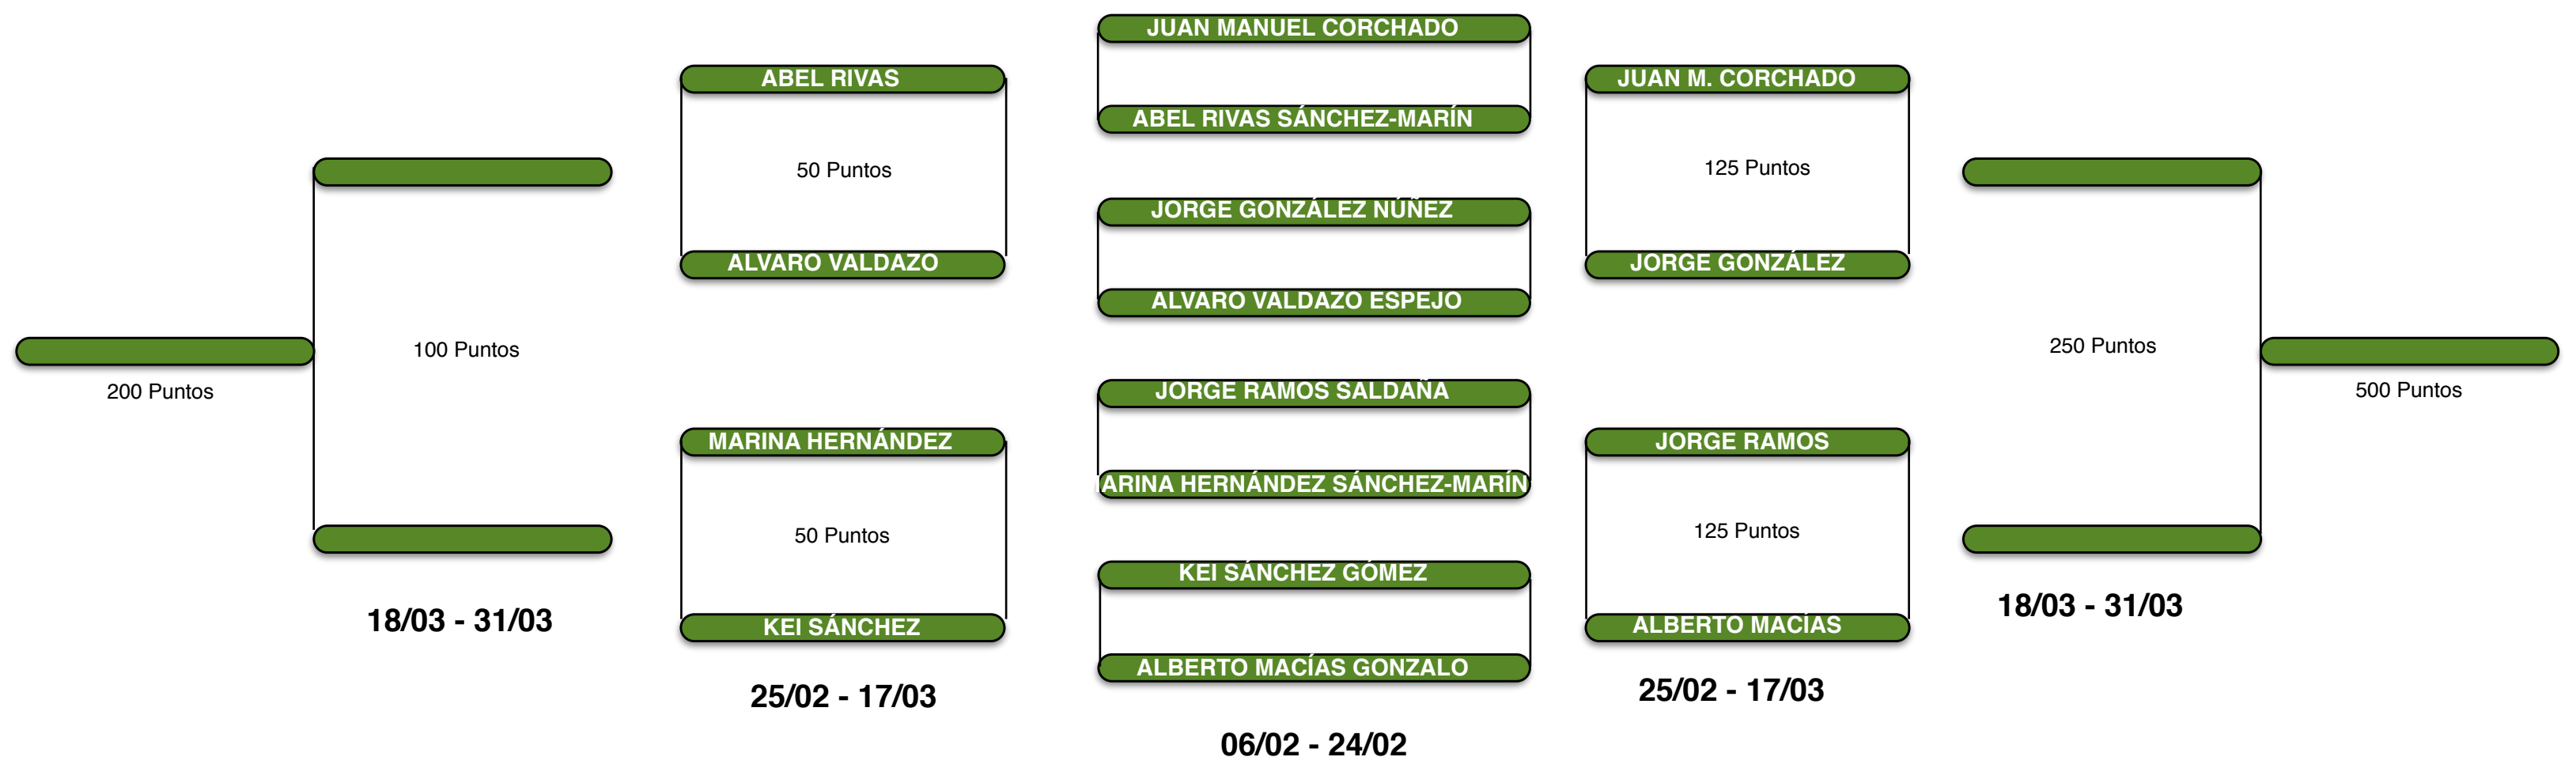 JUAN MANUEL CORCHADO
ABEL RIVAS SÁNCHEZ-MARÍN
JORGE GONZÁLEZ NÚÑEZ
ALVARO VALDAZO ESPEJO
JORGE RAMOS SALDAÑA
ARINA HERNÁNDEZ SÁNCHEZ-MARÍN
KEI SÁNCHEZ GÓMEZ
ALBERTO MACÍAS GONZALO
06/02 - 24/02
ABEL RIVAS
50 Puntos
ALVARO VALDAZO
MARINA HERNÁNDEZ
50 Puntos
KEI SÁNCHEZ
25/02 - 17/03
100 Puntos
18/03 - 31/03
200 Puntos
JUAN M. CORCHADO
125 Puntos
JORGE GONZÁLEZ
JORGE RAMOS
125 Puntos
ALBERTO MACÍAS
25/02 - 17/03
250 Puntos
18/03 - 31/03
500 Puntos